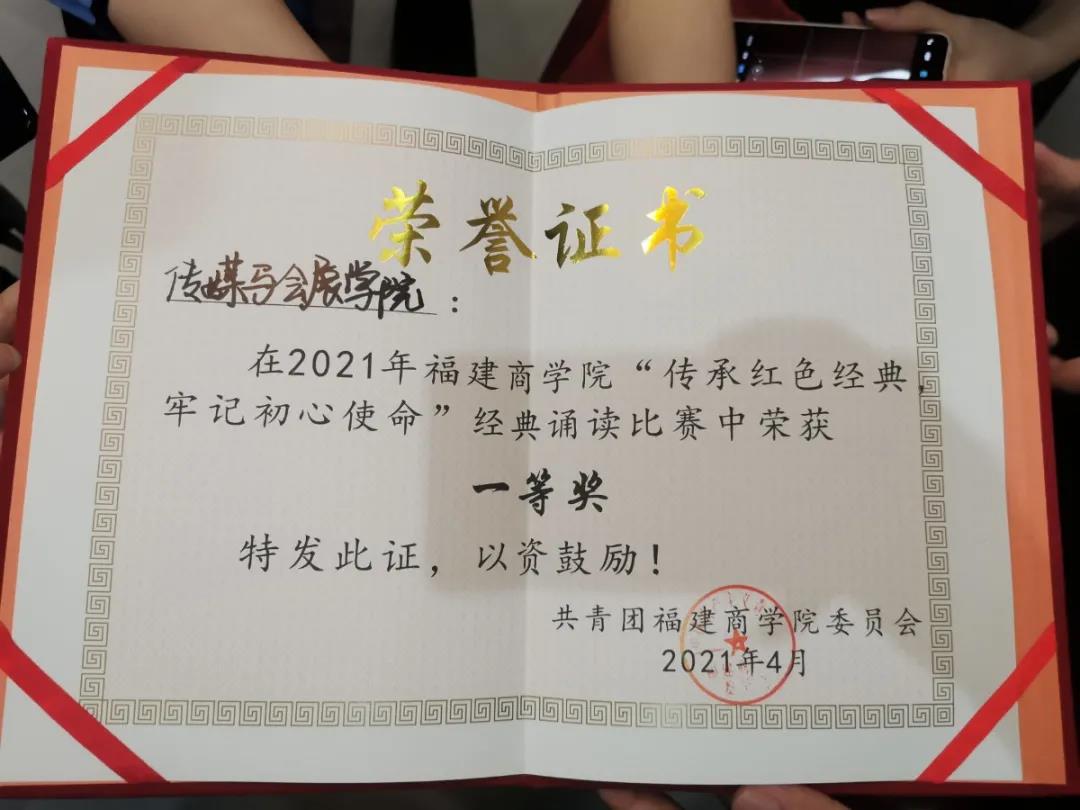 荣誉证书
传媒与会展学院：
在2021年福建商学院“传承红色经典，
牢记初心使命”经典诵读比赛中荣获
一等奖
特发此证，以资鼓励！
共青团福建商学院委员会
2021年4月